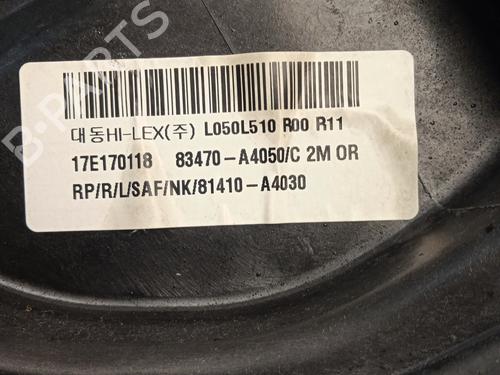 대동HI-LEX(주) L050L510 R00 R11
17E170118 83470-A4050/C 2M OR
RP/R/L/SAF/NK/81410-A4030
B-PARTS